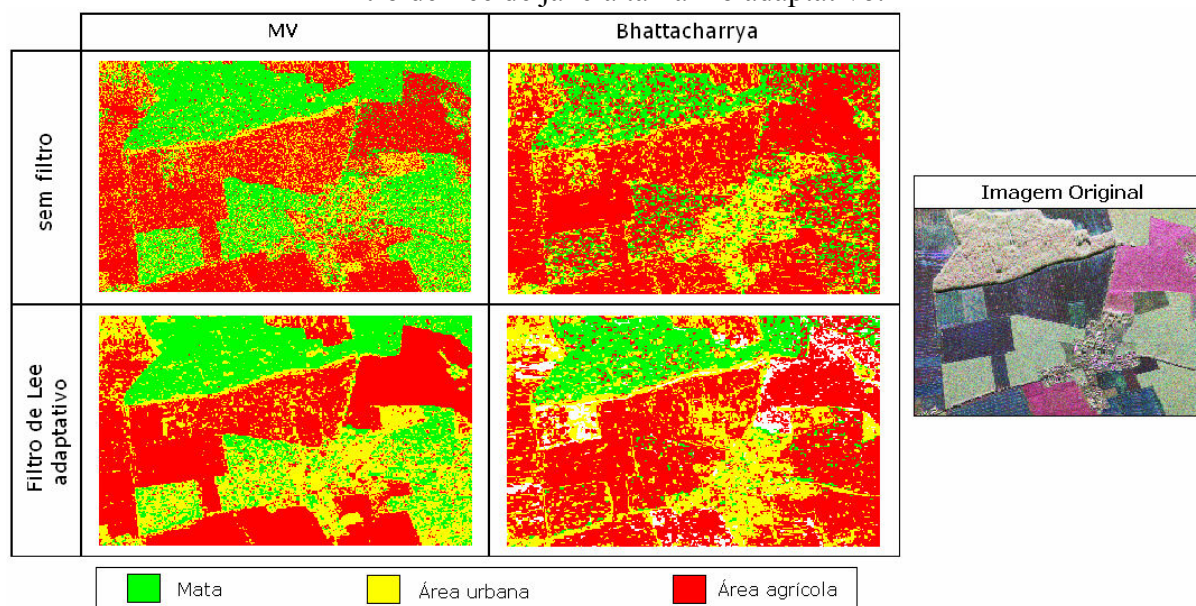 MV
Bhattacharrya
sem filtro
Imagem Original
Filtro de Lee
adaptativo
Mata
Área urbana
Área agrícola